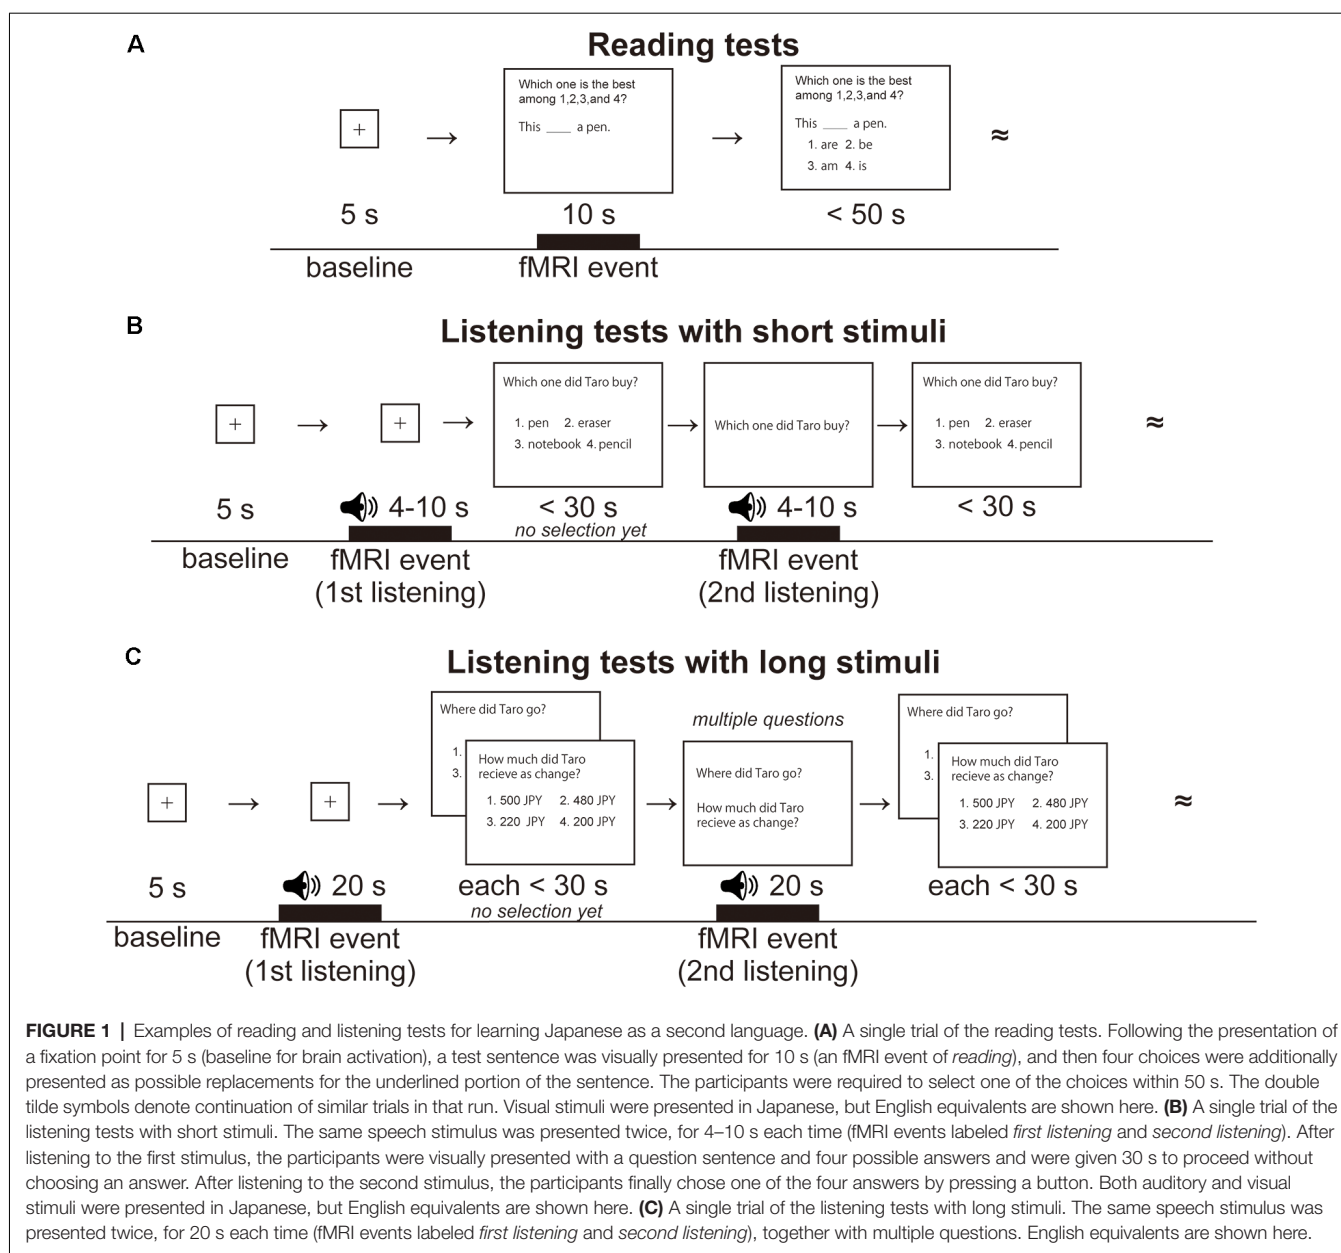 A
Reading tests
+
→
Which one is the best
among 1,2,3,and 4?
This ___ a pen.
→
Which one is the best
among 1,2,3,and 4?
This ___ a pen.
1. are 2. be
3. am 4. is
≈
5 s
10 s
< 50 s
baseline
fMRI event
B
Listening tests with short stimuli
+
→
+
→
Which one did Taro buy?
1. pen 2. eraser
3. notebook 4. pencil
→
Which one did Taro buy?
→
Which one did Taro buy?
1. pen 2. eraser
3. notebook 4. pencil
≈
5 s
4-10 s
< 30 s
no selection yet
4-10 s
< 30 s
baseline
fMRI event
(1st listening)
fMRI event
(2nd listening)
C
Listening tests with long stimuli
+
→
+
→
Where did Taro go?
1.
3.
How much did Taro
recieve as change?
1. 500 JPY 2. 480 JPY
3. 220 JPY 4. 200 JPY
→
multiple questions
Where did Taro go?
How much did Taro
recieve as change?
→
Where did Taro go?
1.
3.
How much did Taro
recieve as change?
1. 500 JPY 2. 480 JPY
3. 220 JPY 4. 200 JPY
≈
5 s
20 s
each < 30 s
no selection yet
20 s
each < 30 s
baseline
fMRI event
(1st listening)
fMRI event
(2nd listening)
FIGURE 1 | Examples of reading and listening tests for learning Japanese as a second language. (A) A single trial of the reading tests. Following the presentation of
a fixation point for 5 s (baseline for brain activation), a test sentence was visually presented for 10 s (an fMRI event of reading), and then four choices were additionally
presented as possible replacements for the underlined portion of the sentence. The participants were required to select one of the choices within 50 s. The double
tilde symbols denote continuation of similar trials in that run. Visual stimuli were presented in Japanese, but English equivalents are shown here. (B) A single trial of the
listening tests with short stimuli. The same speech stimulus was presented twice, for 4–10 s each time (fMRI events labeled first listening and second listening). After
listening to the first stimulus, the participants were visually presented with a question sentence and four possible answers and were given 30 s to proceed without
choosing an answer. After listening to the second stimulus, the participants finally chose one of the four answers by pressing a button. Both auditory and visual
stimuli were presented in Japanese, but English equivalents are shown here. (C) A single trial of the listening tests with long stimuli. The same speech stimulus was
presented twice, for 20 s each time (fMRI events labeled first listening and second listening), together with multiple questions. English equivalents are shown here.